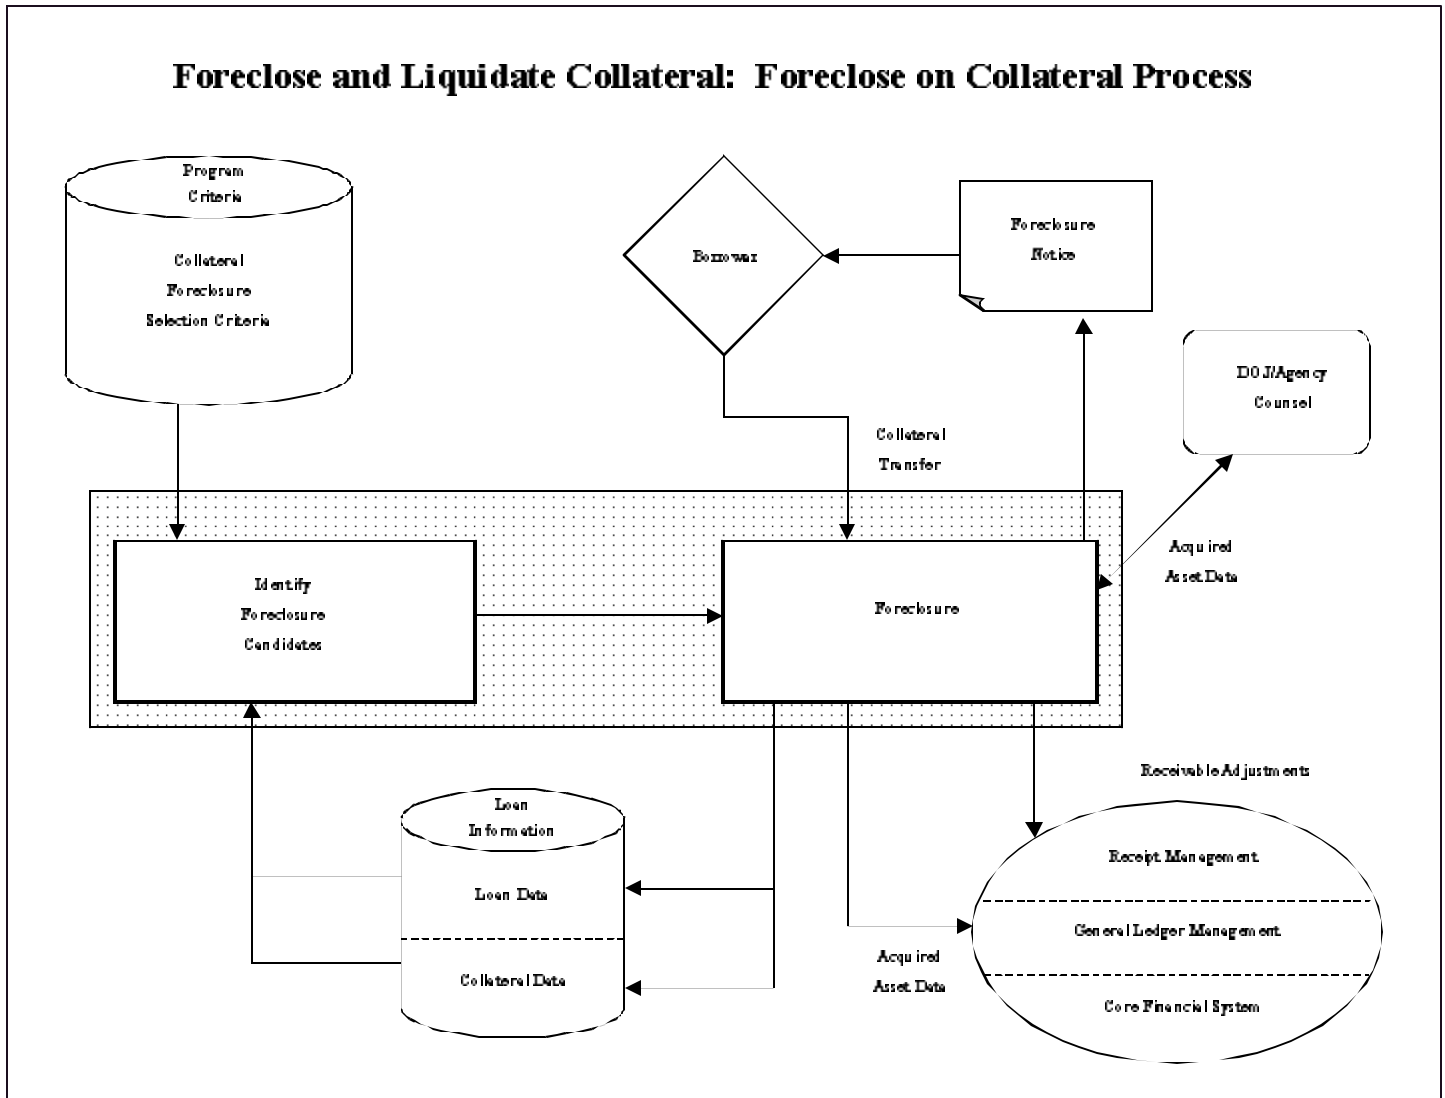 Foreclose and Liquidate Collateral: Foreclose on Collateral Process
Program
Criteria
Collateral
Foreclosure
Selection Criteria
Borrower
Foreclosure
Notice
DOJ/Agency
Counsel
Collateral
Transfer
Acquired
Asset Data
Identify
Foreclosure
Candidates
Foreclosure
Receivable Adjustments
Loan
Information
Loan Data
Collateral Data
Acquired
Asset Data
Receipt Management
General Ledger Management
Core Financial System